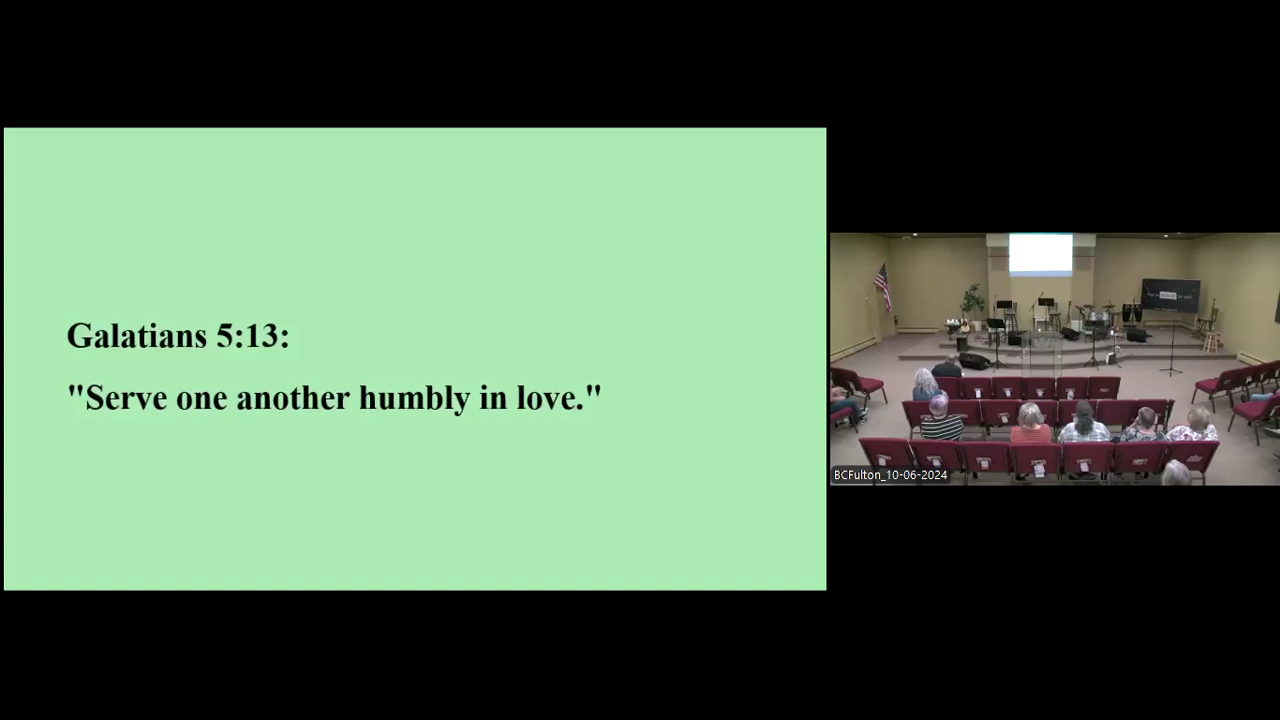 Galatians 5:13:
"Serve one another humbly in love."
BCFulton_10-06-2024